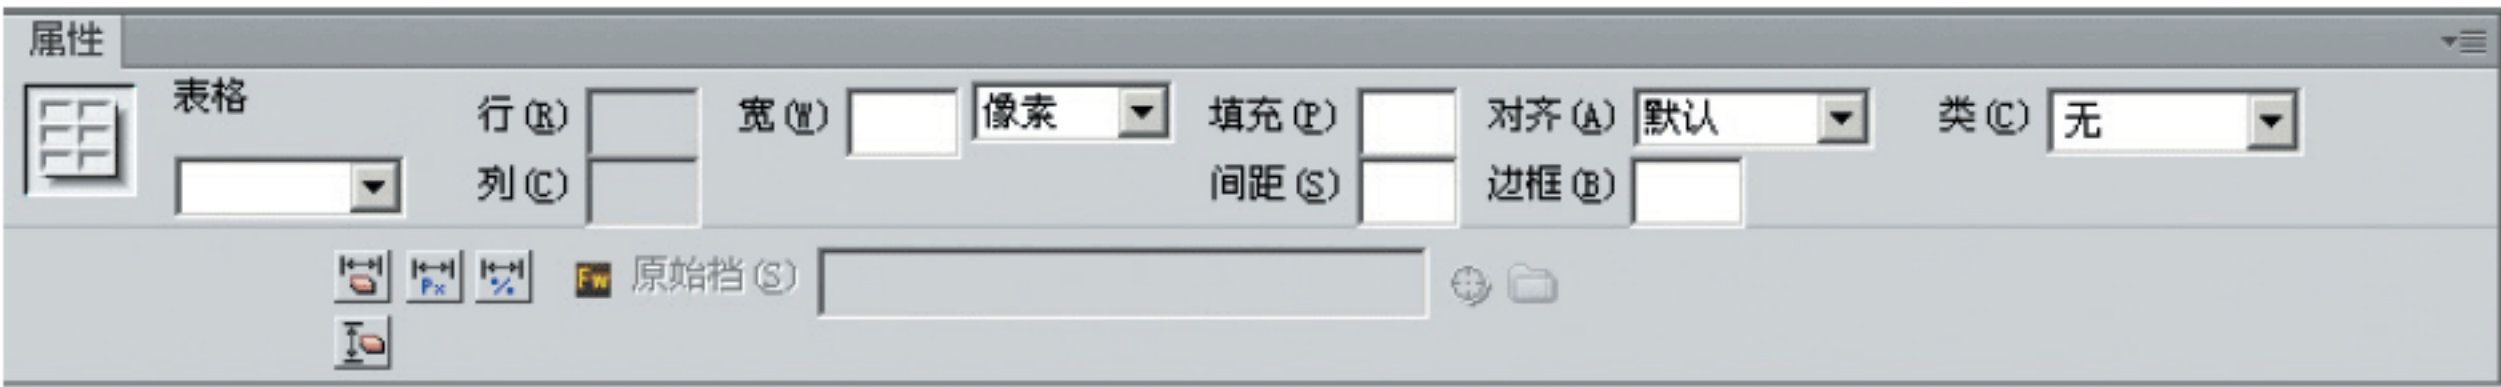 属性
表格 行(R) 宽(W) 像素 填充(P) 对齐(A) 默认 类(C) 无
列(C) 间距(S) 边框(B)
Px % Fw 原始档(S)